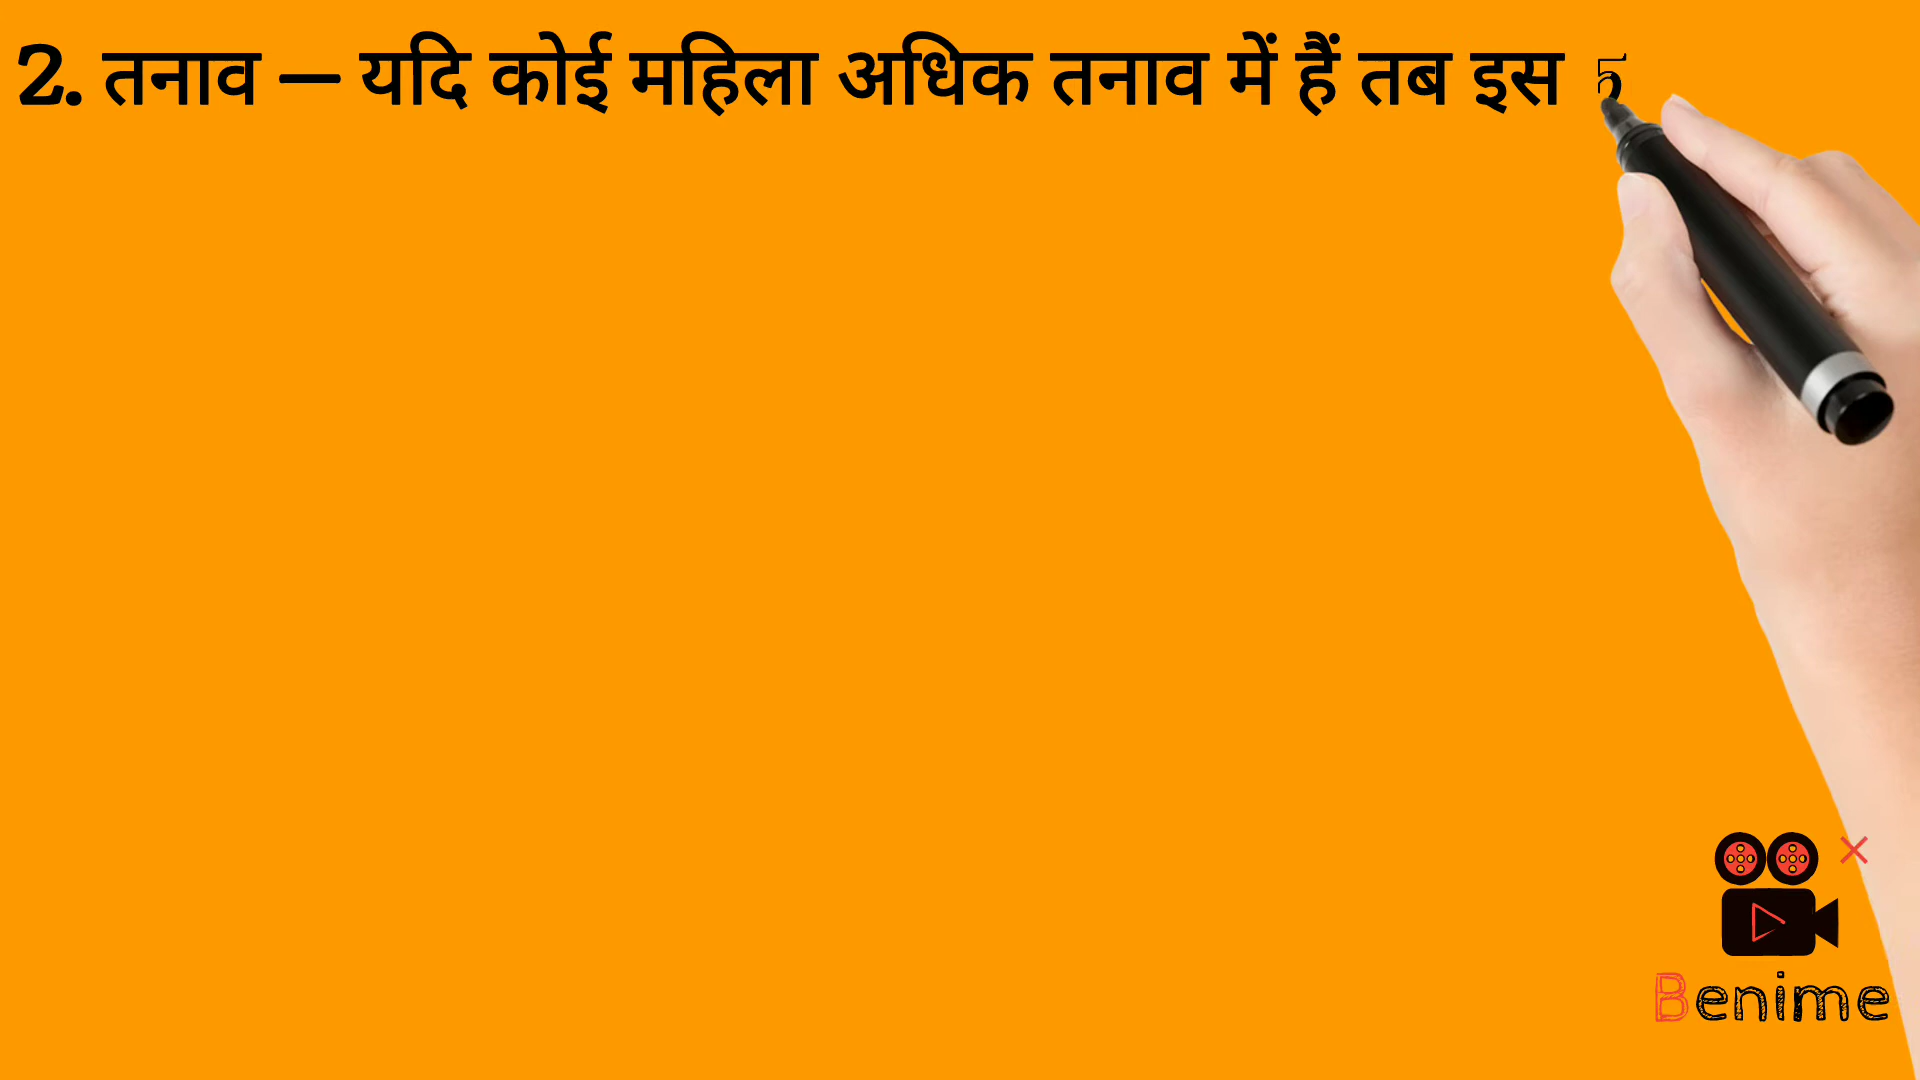 2. तनाव – यदि कोई महिला अधिक तनाव में हैं तब इस
Benime